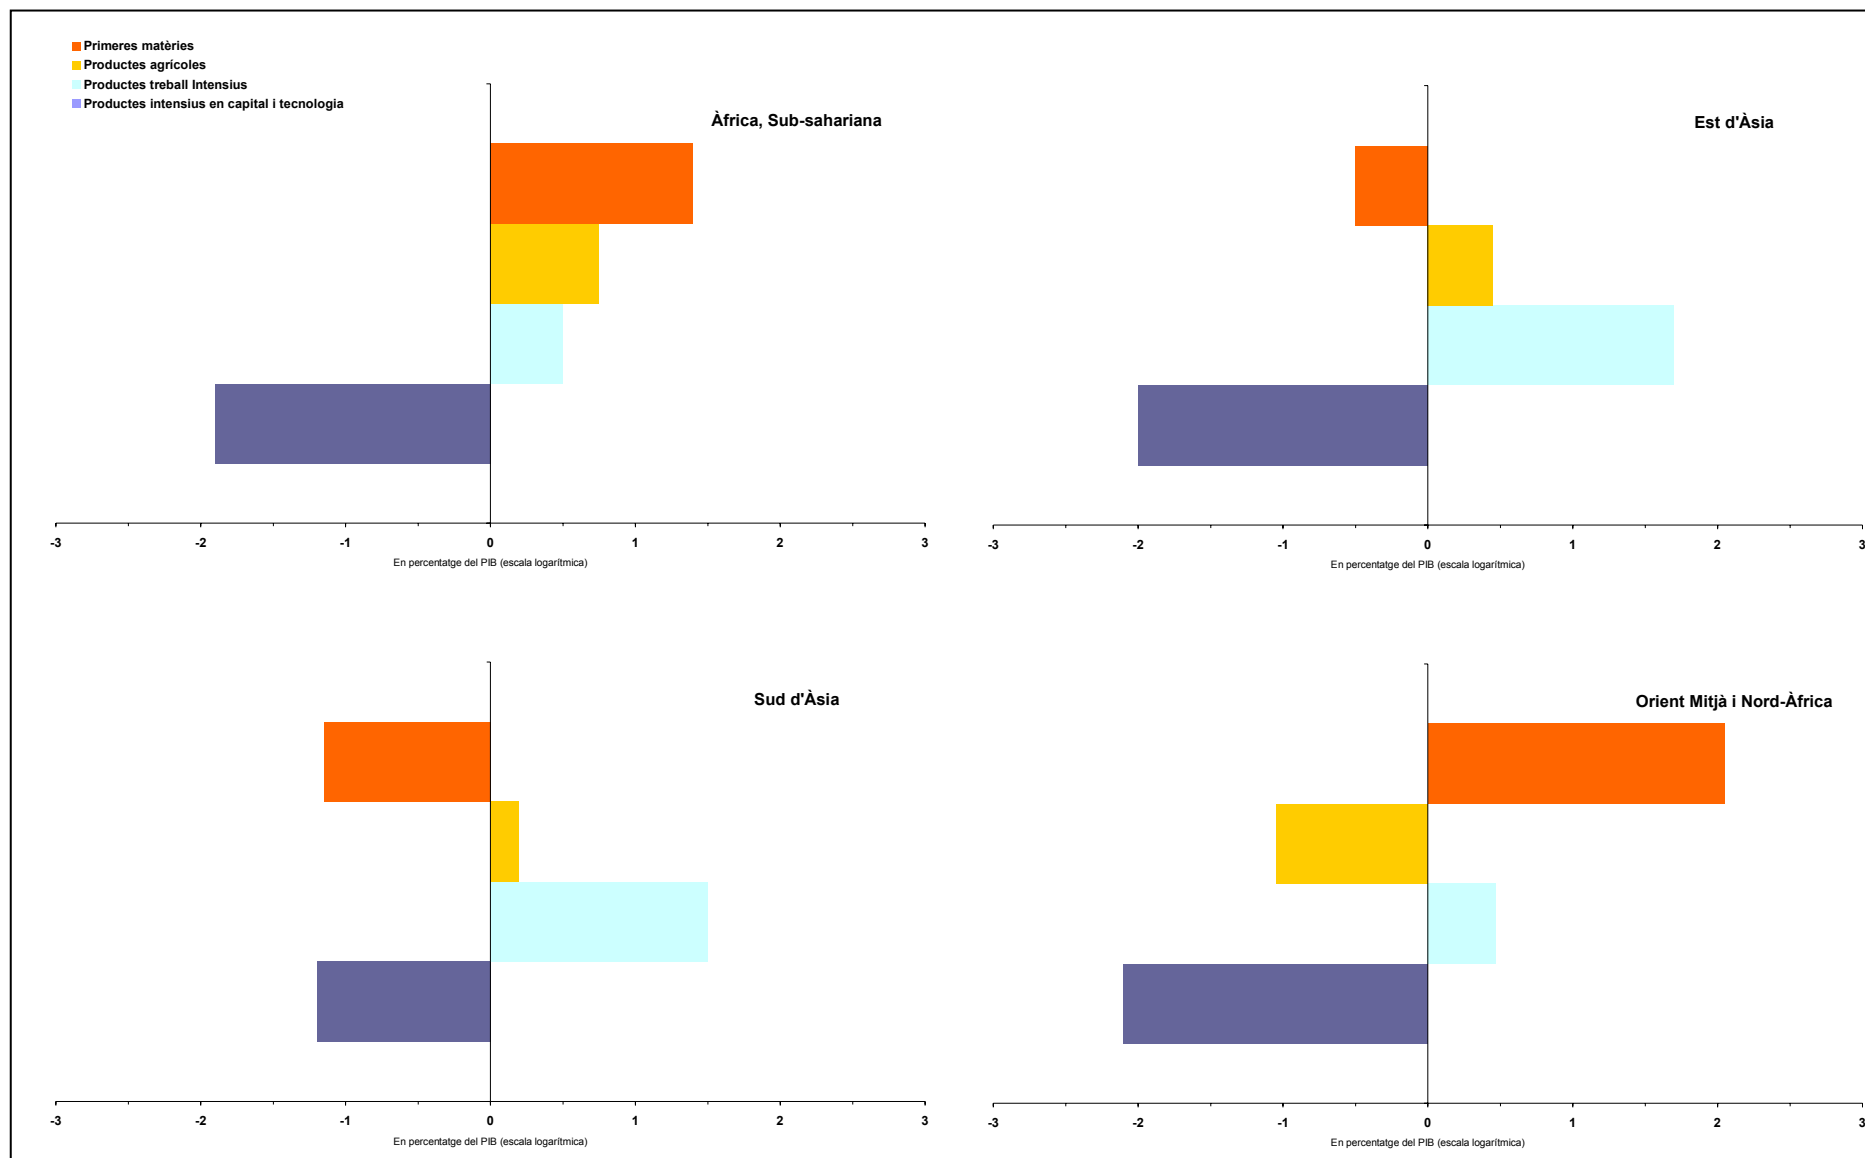 Primeres matèries
Productes agrícoles
Productes treball Intensius
Productes intensius en capital i tecnologia
Àfrica, Sub-sahariana
-3 -2 -1 0 1 2 3
En percentatge del PIB (escala logarítmica)
Est d'Àsia
-3 -2 -1 0 1 2 3
En percentatge del PIB (escala logarítmica)
Sud d'Àsia
-3 -2 -1 0 1 2 3
En percentatge del PIB (escala logarítmica)
Orient Mitjà i Nord-Àfrica
-3 -2 -1 0 1 2 3
En percentatge del PIB (escala logarítmica)